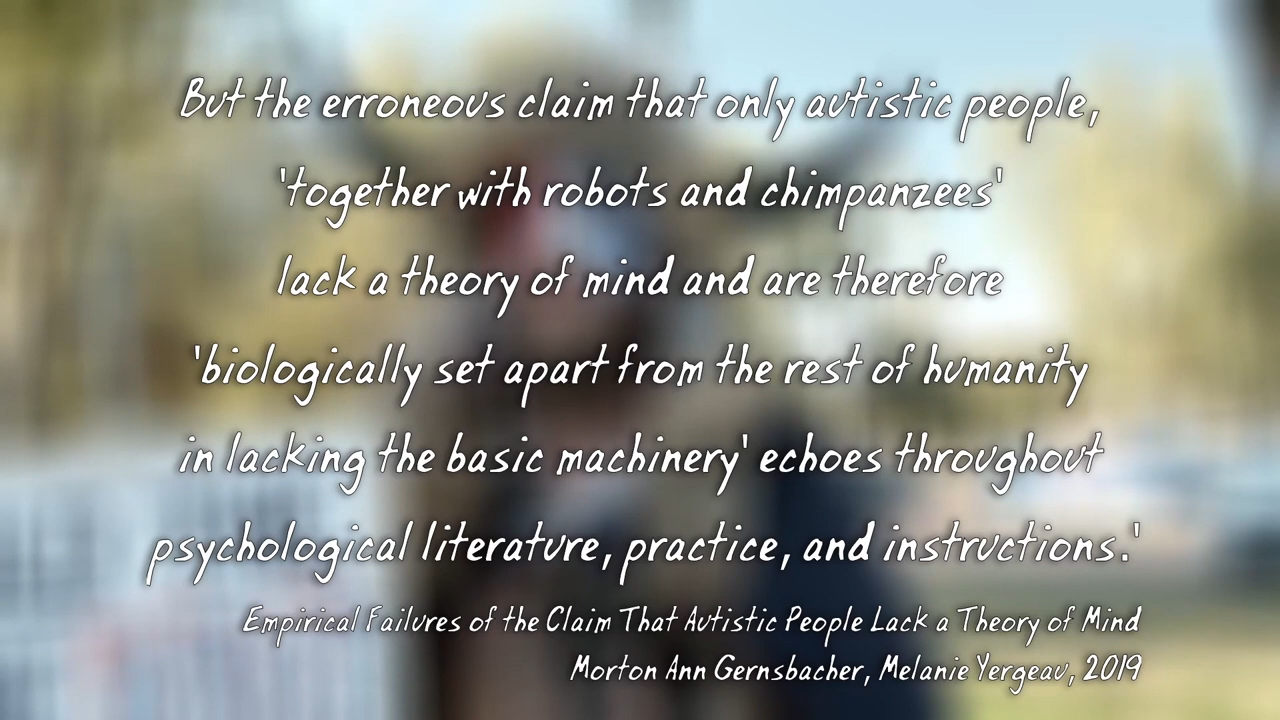 But the erroneous claim that only autistic people,
'together with robots and chimpanzees'
lack a theory of mind and are therefore
'biologically set apart from the rest of humanity
in lacking the basic machinery' echoes throughout
psychological literature, practice, and instructions.'
Empirical Failures of the Claim That Autistic People Lack a Theory of Mind
Morton Ann Gernsbacher, Melanie Yergeau, 2019